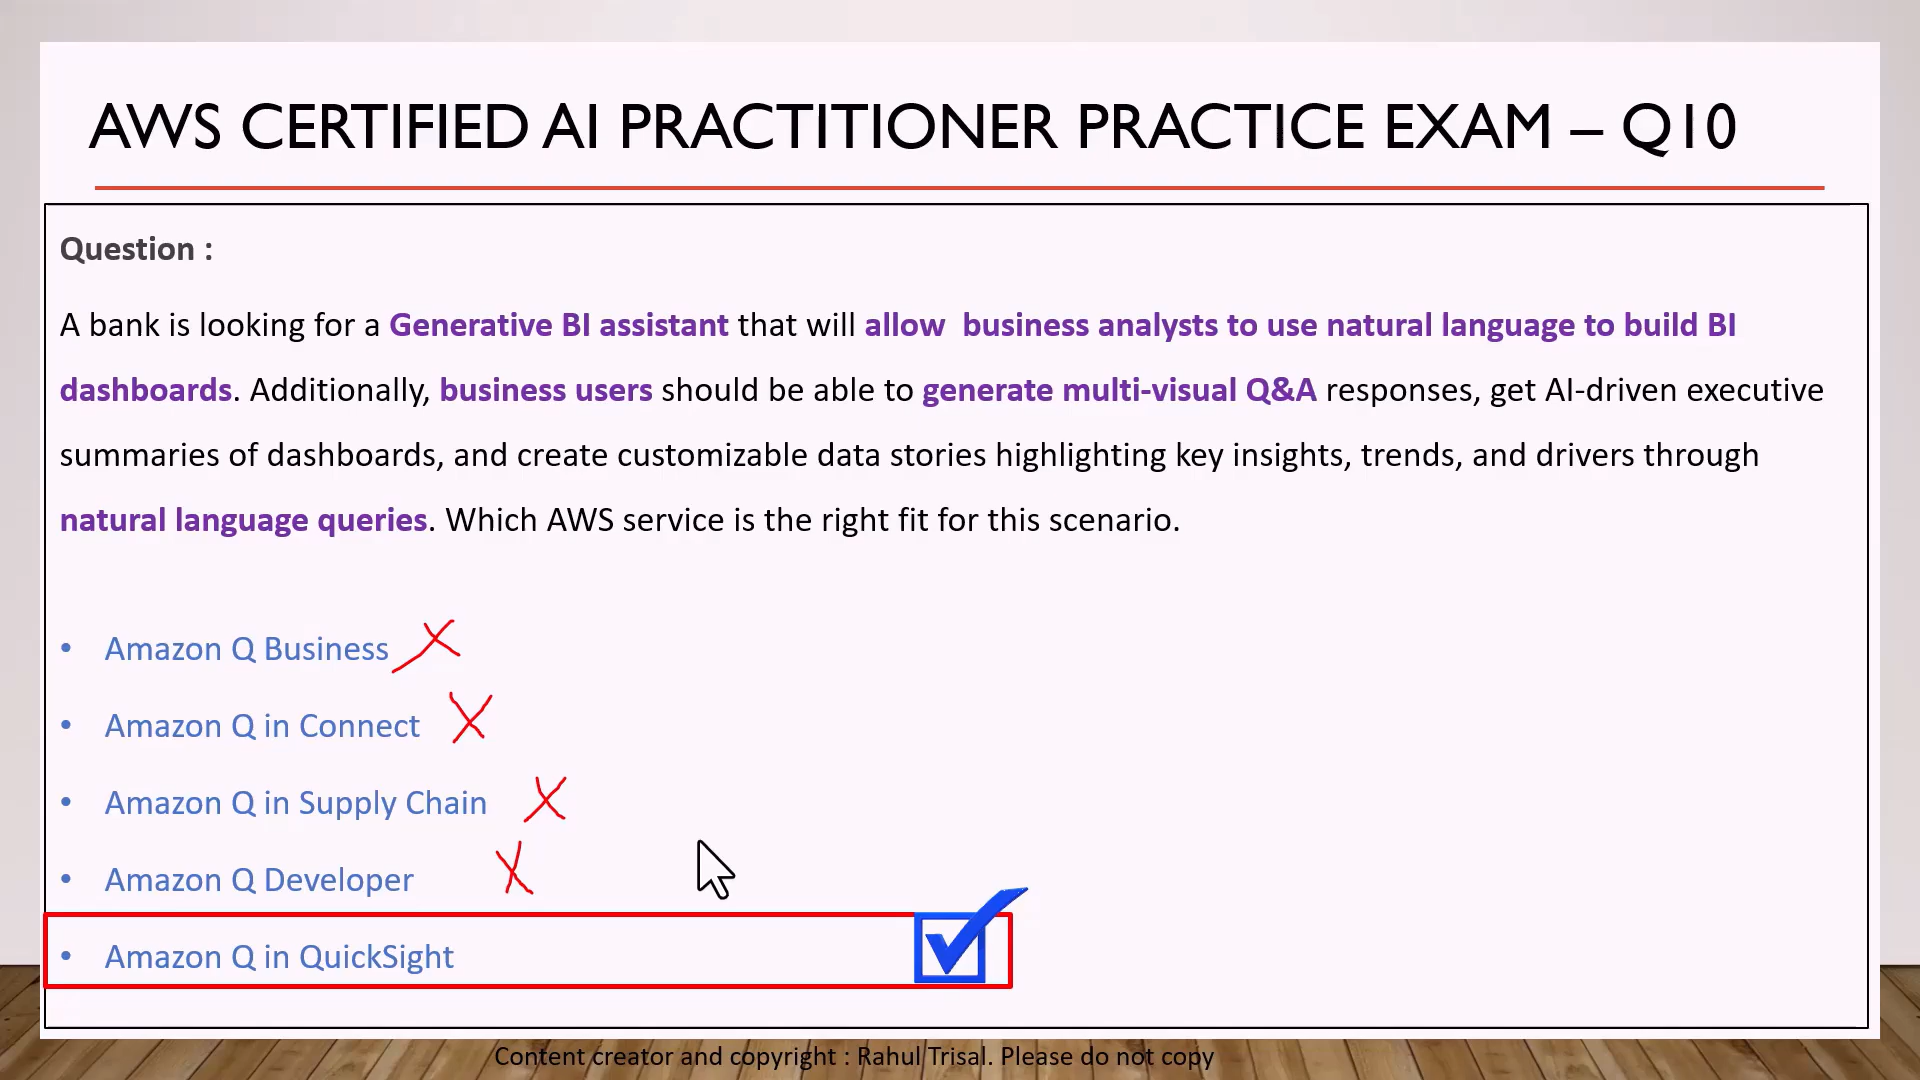 AWS CERTIFIED AI PRACTITIONER PRACTICE EXAM – Q10
Question :
A bank is looking for a Generative BI assistant that will allow  business analysts to use natural language to build BI
dashboards. Additionally, business users should be able to generate multi-visual Q&A responses, get AI-driven executive
summaries of dashboards, and create customizable data stories highlighting key insights, trends, and drivers through
natural language queries. Which AWS service is the right fit for this scenario.
• Amazon Q Business
• Amazon Q in Connect
• Amazon Q in Supply Chain
• Amazon Q Developer
• Amazon Q in QuickSight
Content creator and copyright : Rahul Trisal. Please do not copy